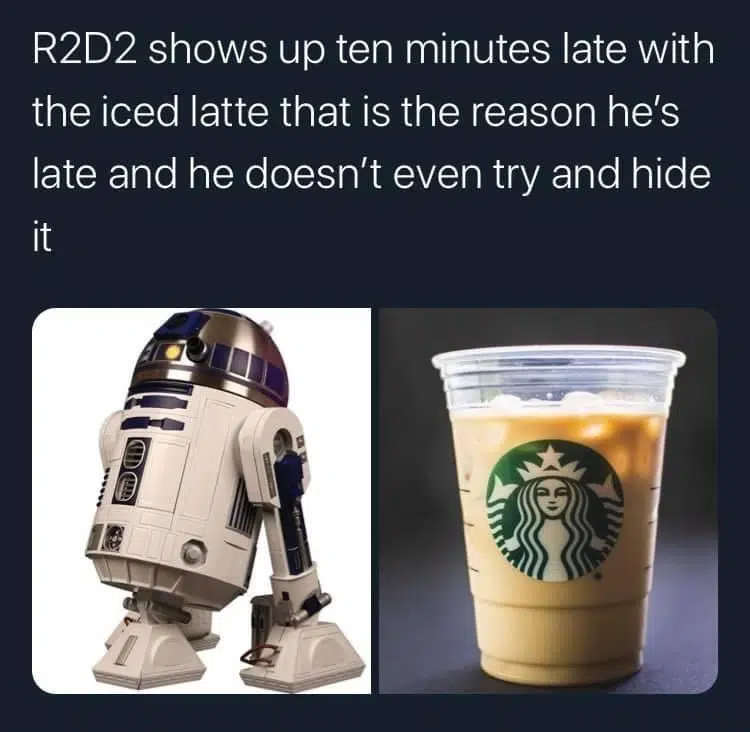 R2D2 shows up ten minutes late with
the iced latte that is the reason he’s
late and he doesn’t even try and hide
it